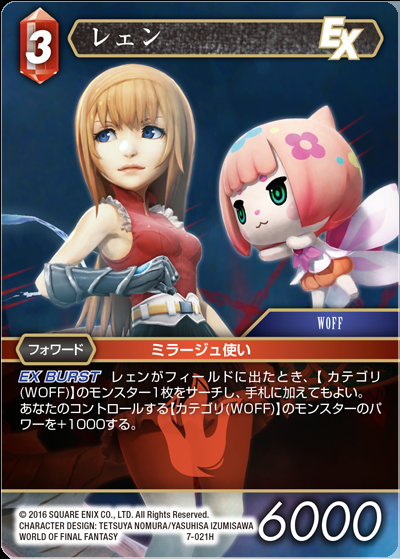 3 レェン EX
WOFF
フォワード ミラージュ使い
EX BURST レェンがフィールドに出たとき、【カテゴリ
(WOFF)】のモンスター1枚をサーチし、手札に加えてもよい。
あなたのコントロールする【カテゴリ(WOFF)】のモンスターのパ
ワーを+1000する。
© 2016 SQUARE ENIX CO., LTD. All Rights Reserved.
CHARACTER DESIGN: TETSUYA NOMURA/YASUHISA IZUMISAWA
WORLD OF FINAL FANTASY 7-021H
6000